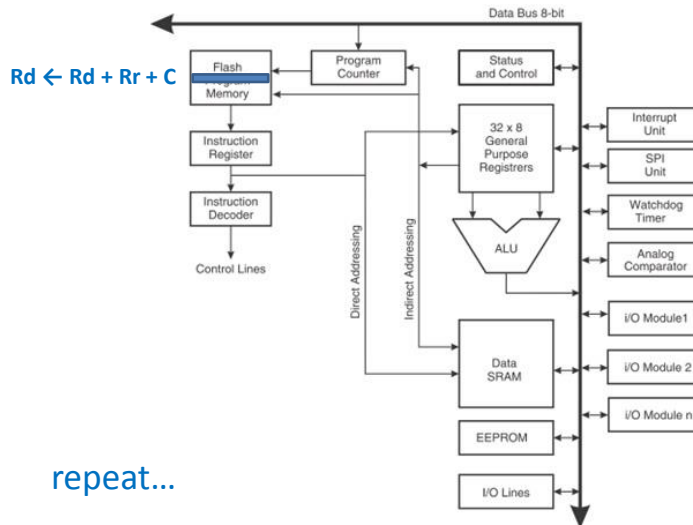 Data Bus 8-bit
Rd ← Rd + Rr + C
Flash
Memory
Program
Counter
Status
and Control
Instruction
Register
32 x 8
General
Purpose
Registrers
Interrupt
Unit
SPI
Unit
Instruction
Decoder
Watchdog
Timer
ALU
Analog
Comparator
Control Lines
Direct Addressing
Indirect Addressing
i/O Module1
Data
SRAM
i/O Module 2
i/O Module n
EEPROM
I/O Lines
repeat...